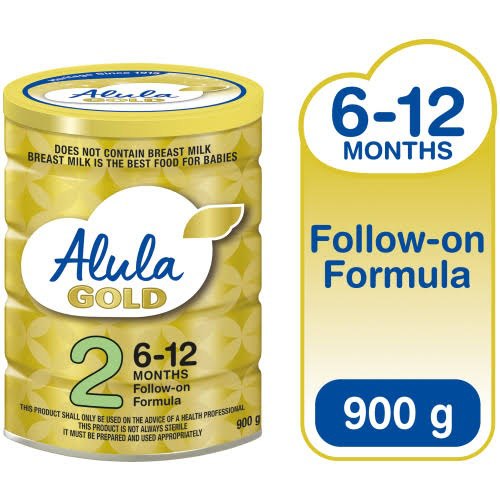 Heritage Since 1915
Alula
GOLD
DOES NOT CONTAIN BREAST MILK
BREAST MILK IS THE BEST FOOD FOR BABIES
Alula
GOLD
2
6-12
MONTHS
Follow-on
Formula
THIS PRODUCT SHALL ONLY BE USED ON THE ADVICE OF A HEALTH PROFESSIONAL
THIS PRODUCT IS NOT ALWAYS STERILE
IT MUST BE PREPARED AND USED APPROPRIATELY
900 g
6-12
MONTHS
Follow-on
Formula
900 g